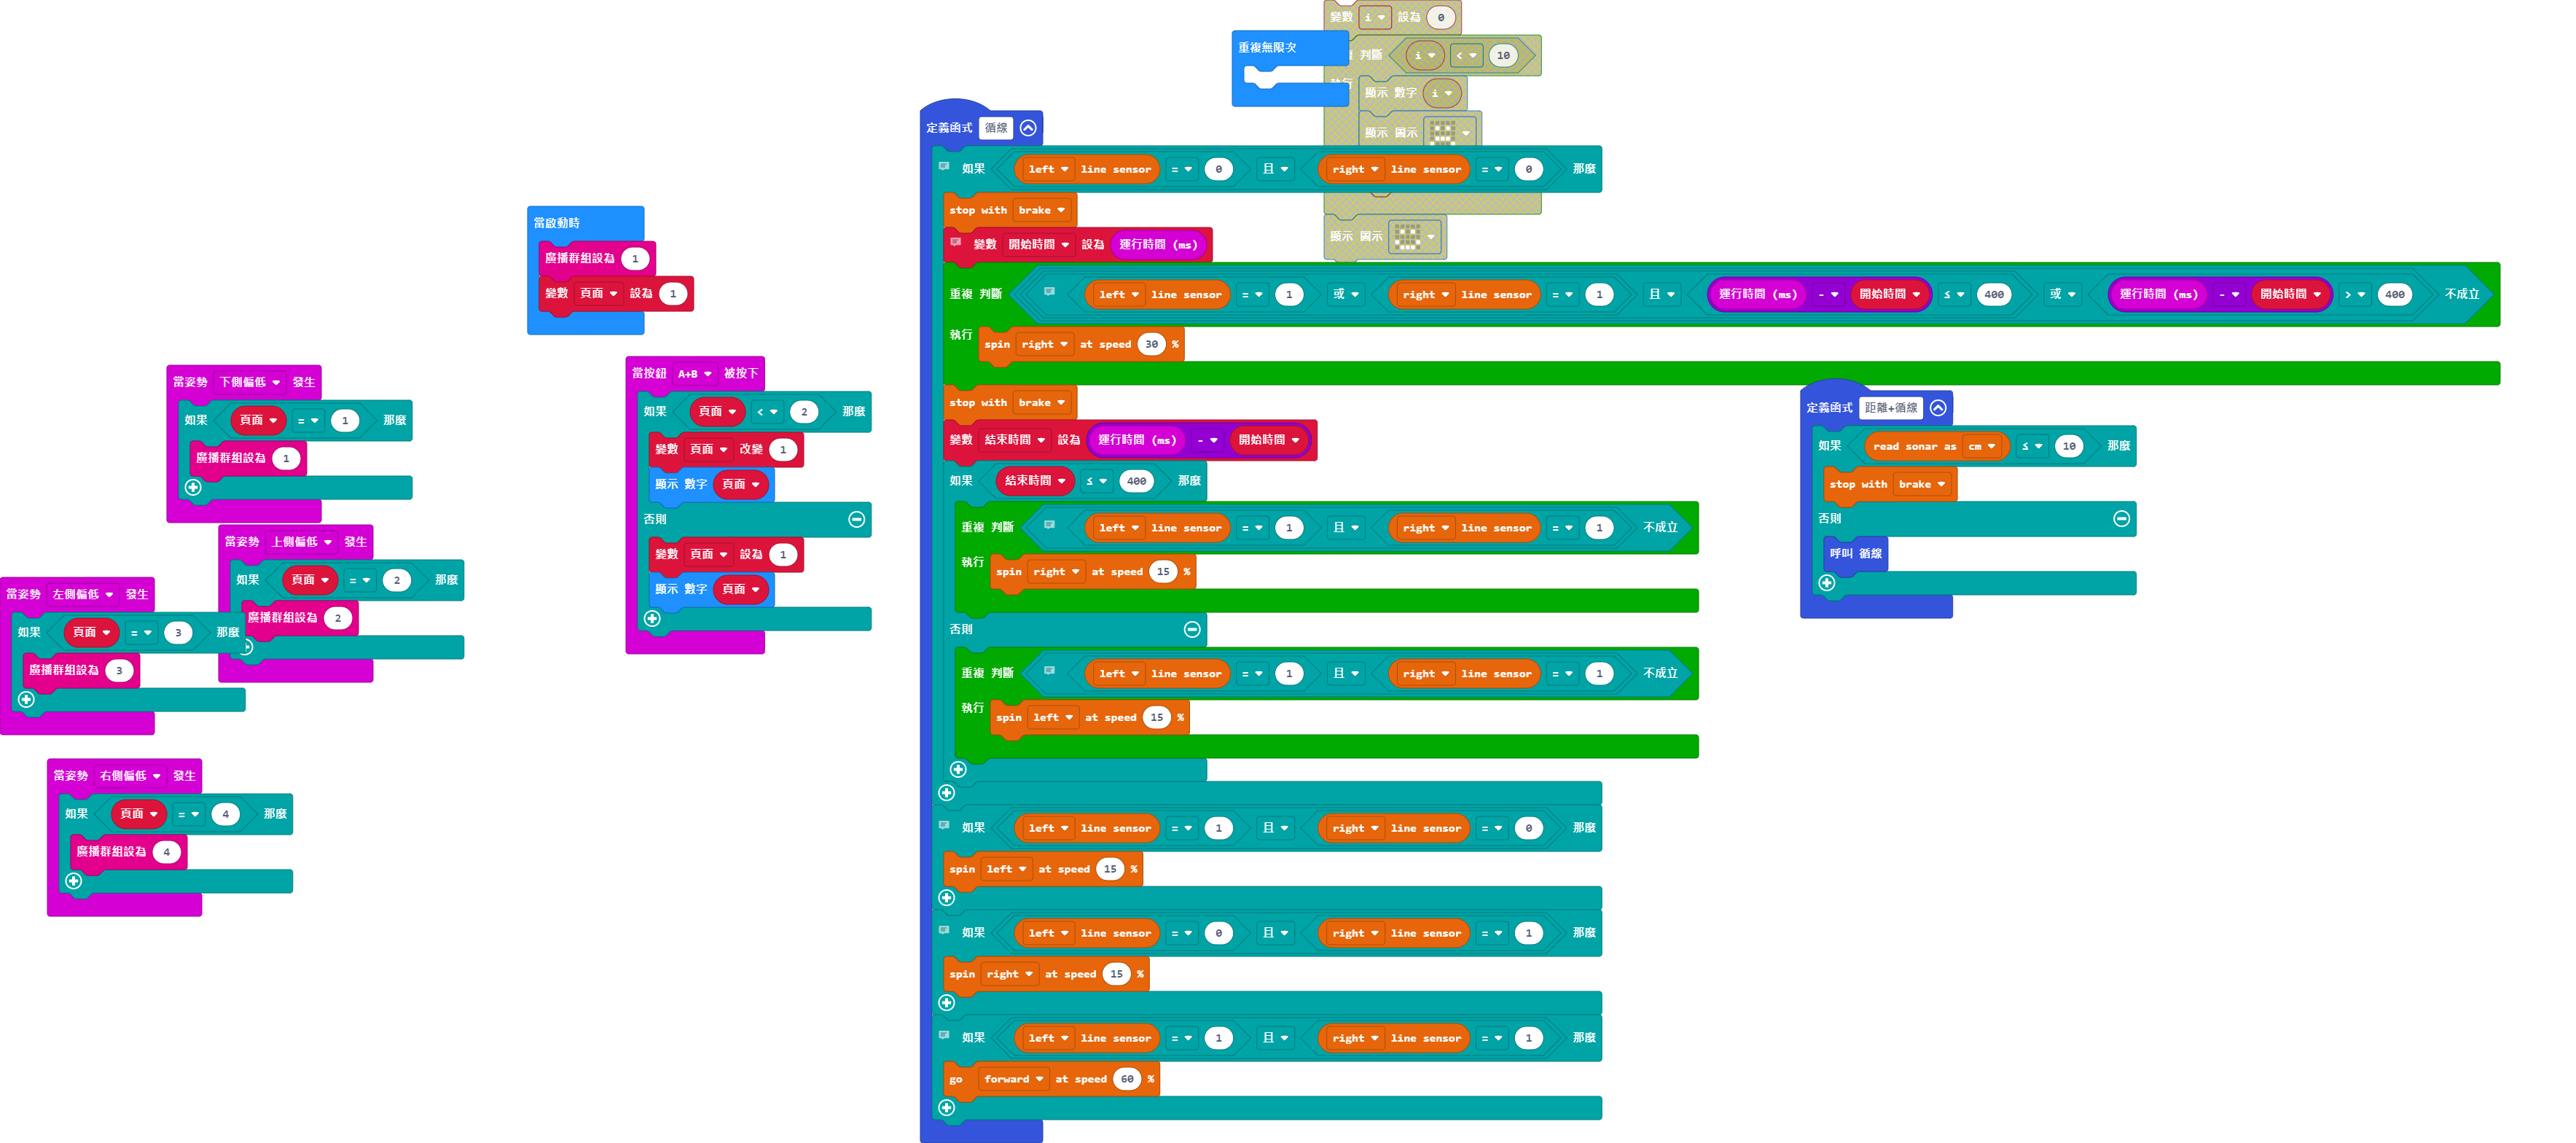 變數 i 設為 0
重複無限次
判斷 i < 10
執行
顯示 數字 i
顯示 圖示
顯示 圖示
定義函式 循線
如果 left line sensor = 0 且 right line sensor = 0 那麼
stop with brake
變數 開始時間 設為 運行時間 (ms)
重複 判斷 left line sensor = 1 或 right line sensor = 1 且 運行時間 (ms) - 開始時間 ≤ 400 或 運行時間 (ms) - 開始時間 > 400 不成立
執行
spin right at speed 30 %
stop with brake
變數 結束時間 設為 運行時間 (ms) - 開始時間
如果 結束時間 ≤ 400 那麼
重複 判斷 left line sensor = 1 且 right line sensor = 1 不成立
執行
spin right at speed 15 %
否則
重複 判斷 left line sensor = 1 且 right line sensor = 1 不成立
執行
spin left at speed 15 %
如果 left line sensor = 1 且 right line sensor = 0 那麼
spin left at speed 15 %
如果 left line sensor = 0 且 right line sensor = 1 那麼
spin right at speed 15 %
如果 left line sensor = 1 且 right line sensor = 1 那麼
go forward at speed 60 %
當啟動時
廣播群組設為 1
變數 頁面 設為 1
當按鈕 A+B 被按下
如果 頁面 < 2 那麼
變數 頁面 改變 1
顯示 數字 頁面
否則
變數 頁面 設為 1
顯示 數字 頁面
當姿勢 下側偏低 發生
如果 頁面 = 1 那麼
廣播群組設為 1
當姿勢 上側偏低 發生
如果 頁面 = 2 那麼
廣播群組設為 2
當姿勢 左側偏低 發生
如果 頁面 = 3 那麼
廣播群組設為 3
當姿勢 右側偏低 發生
如果 頁面 = 4 那麼
廣播群組設為 4
定義函式 距離+循線
如果 read sonar as cm ≤ 10 那麼
stop with brake
否則
呼叫 循線